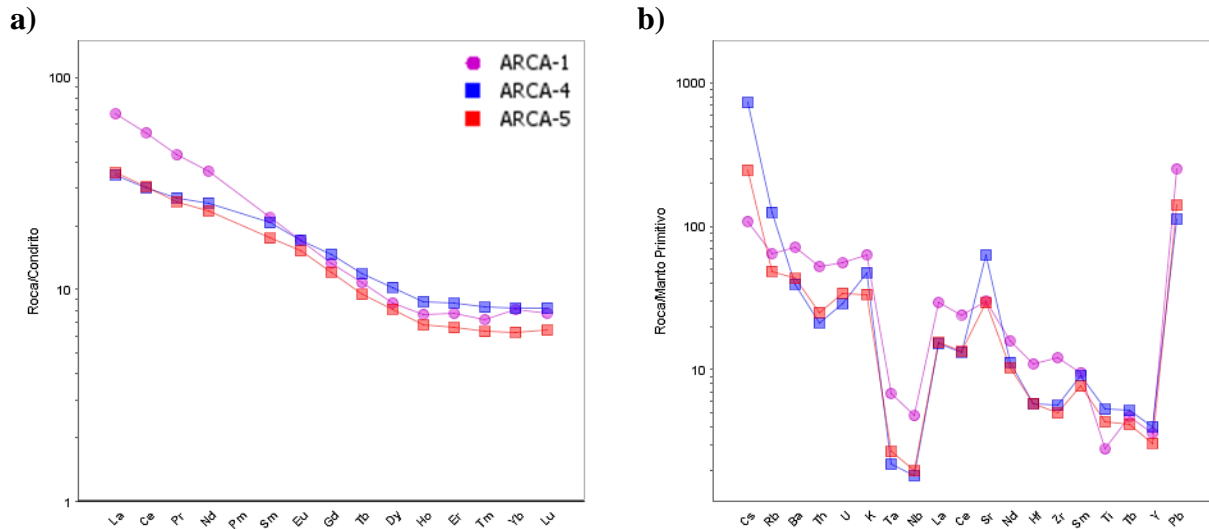 a)
Roca/Condrito
100
10
1
ARCA-1
ARCA-4
ARCA-5
La Ce Pr Nd Pm Sm Eu Gd Tb Dy Ho Er Tm Yb Lu
b)
Roca/Manto Primitivo
1000
100
10
Cs Rb Ba Th U K Ta Nb La Ce Sr Nd Hf Zr Sm Ti Tb Y Pb